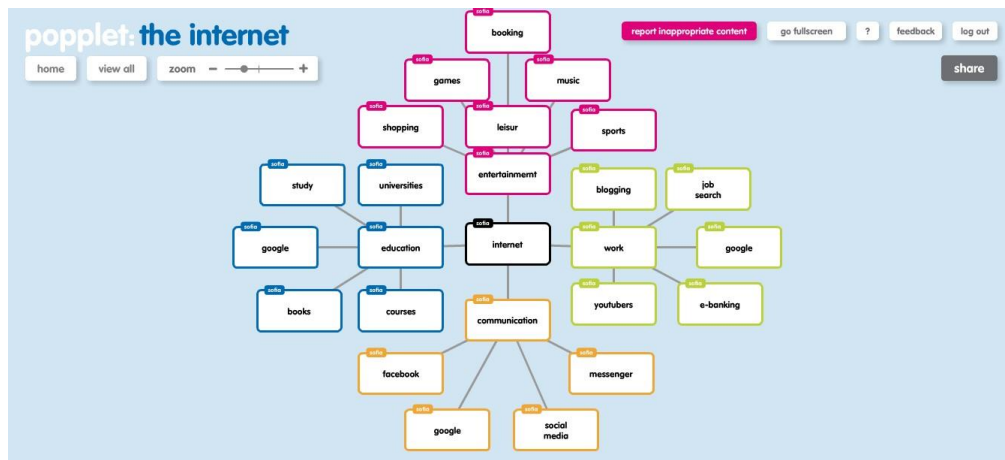 popplet: the internet
report inappropriate content
go fullscreen
?
feedback
log out
home
view all
zoom - +
share
sofia
booking
sofia
games
sofia
music
sofia
shopping
sofia
leisur
sofia
sports
sofia
entertainmemt
sofia
study
sofia
universities
sofia
blogging
sofia
job
search
sofia
google
sofia
education
sofia
internet
sofia
work
sofia
google
sofia
books
sofia
courses
sofia
communication
sofia
youtubers
sofia
e-banking
sofia
facebook
sofia
messenger
sofia
google
sofia
social
media